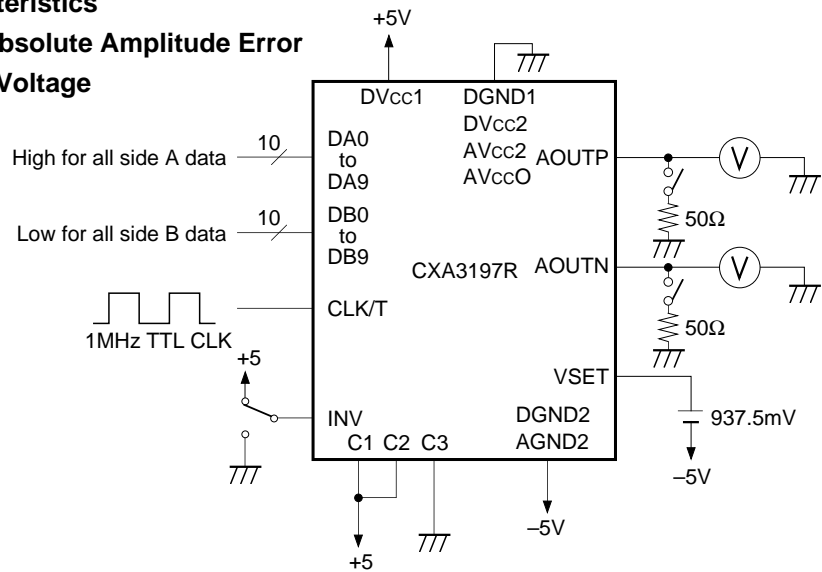 teristics
bsolute Amplitude Error
Voltage
+5V
DVCC1
DGND1
DVCC2
AVCC2
AVCCO
High for all side A data
10
DA0
to
DA9
AOUTP
V
50Ω
Low for all side B data
10
DB0
to
DB9
CXA3197R
AOUTN
V
50Ω
CLK/T
1MHz TTL CLK
+5
INV
VSET
937.5mV
–5V
C1 C2 C3
DGND2
AGND2
+5
–5V